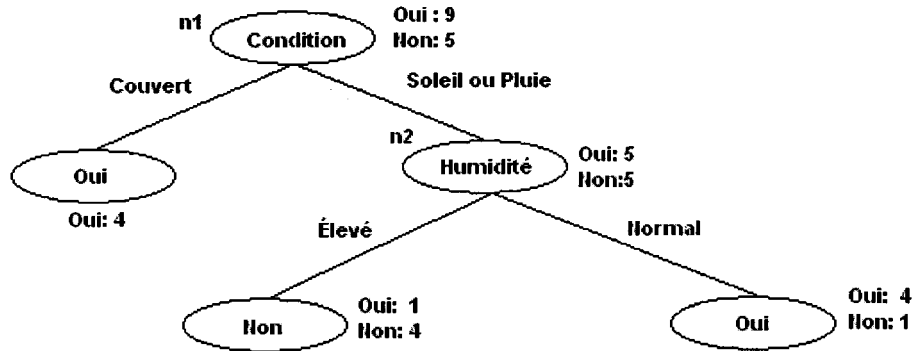 n1
Condition
Oui : 9
Non: 5
Couvert
Soleil ou Pluie
n2
Oui
Humidité
Oui: 5
Non:5
Oui: 4
Élevé
Normal
Non
Oui: 1
Non: 4
Oui
Oui: 4
Non: 1